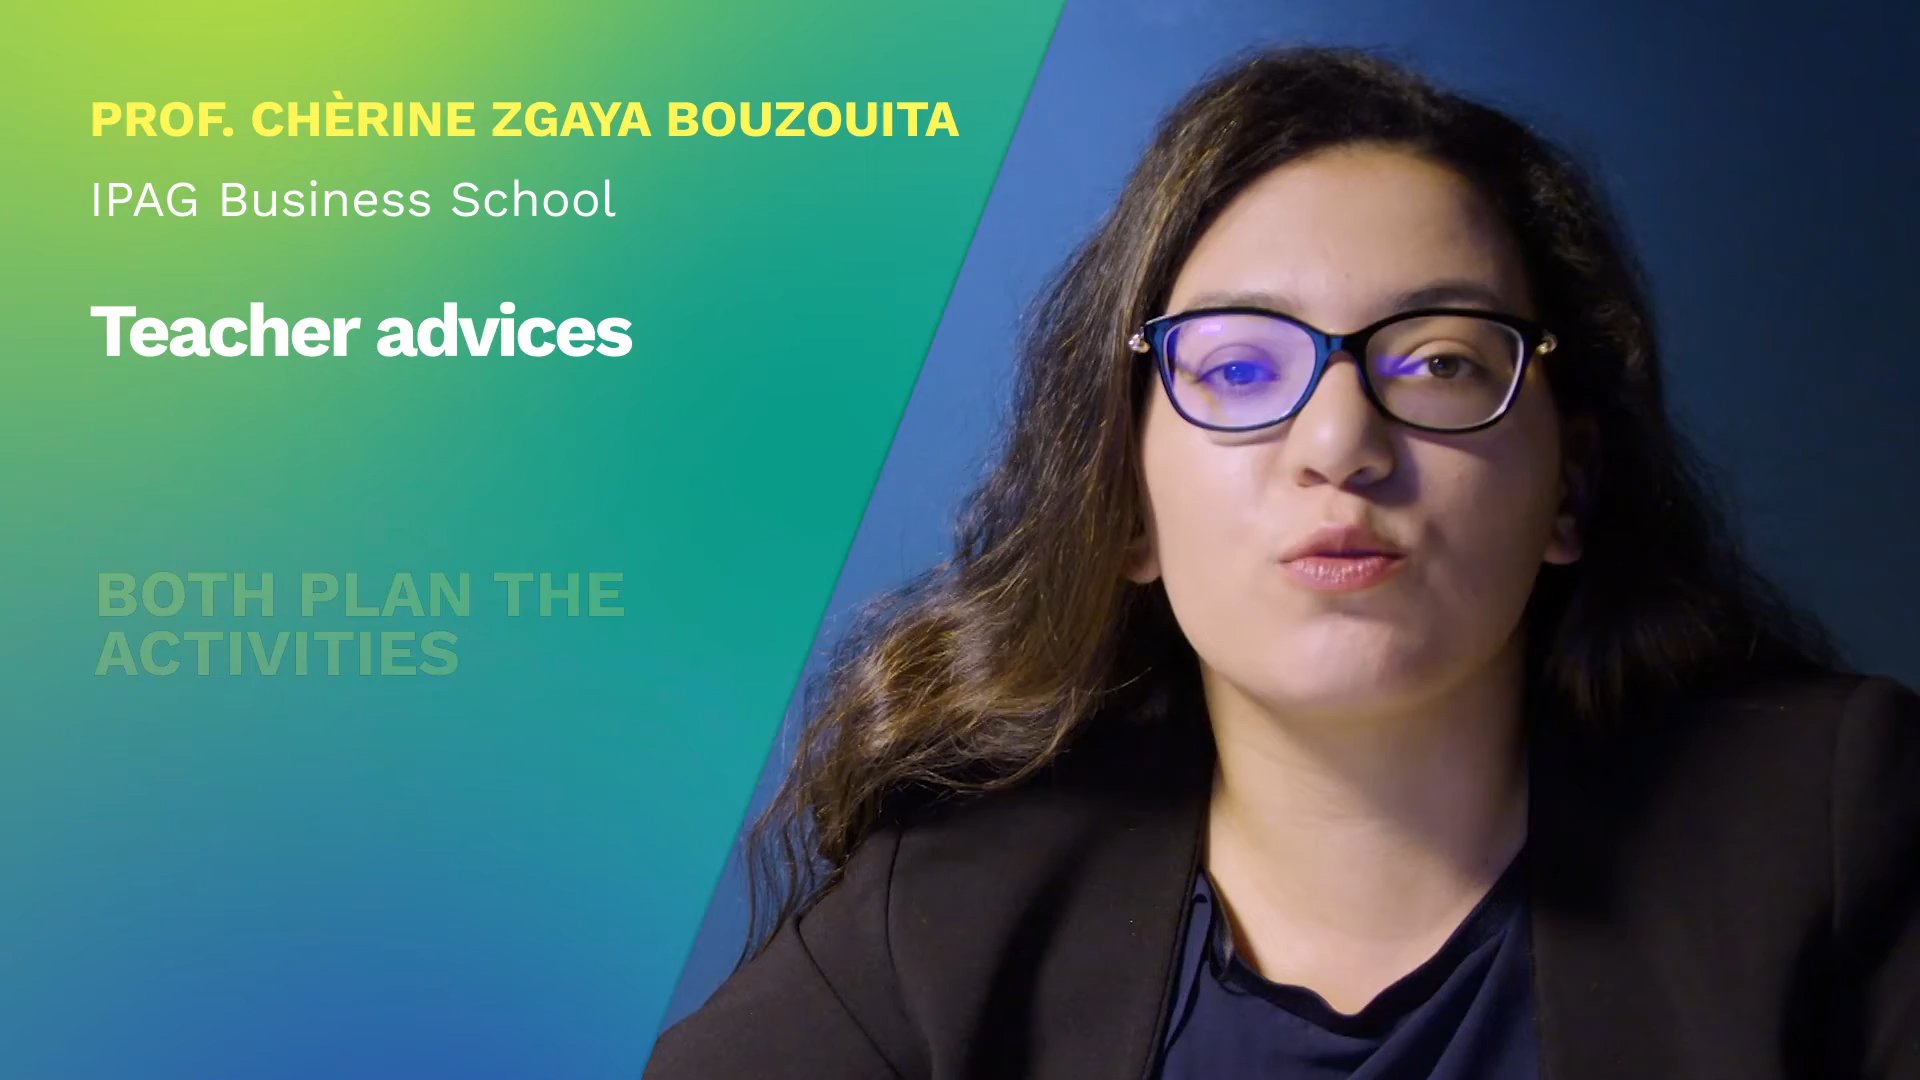 PROF. CHÈRINE ZGAYA BOUZOUITA
IPAG Business School
Teacher advices
BOTH PLAN THE
ACTIVITIES